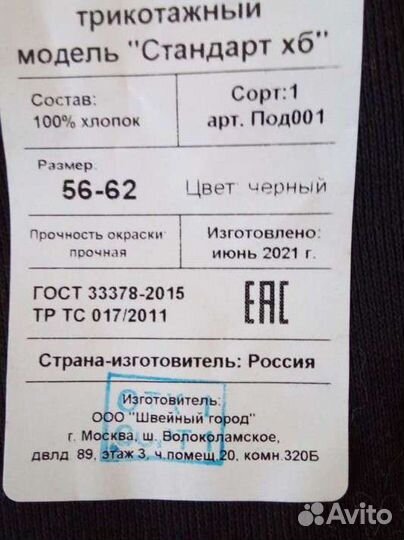 трикотажный
модель "Стандарт хб"
Состав:
100% хлопок
Сорт:1
арт. Под001
Размер
56-62
Цвет: черный
Прочность окраски:
прочная
Изготовлено:
июнь 2021 г.
ГОСТ 33378-2015
ТР ТС 017/2011
ЕАС
Страна-изготовитель: Россия
Изготовитель:
ООО "Швейный город"
г. Москва, ш. Волоколамское,
двлд 89, этаж 3, ч.помещ.20, комн.320Б
Avito